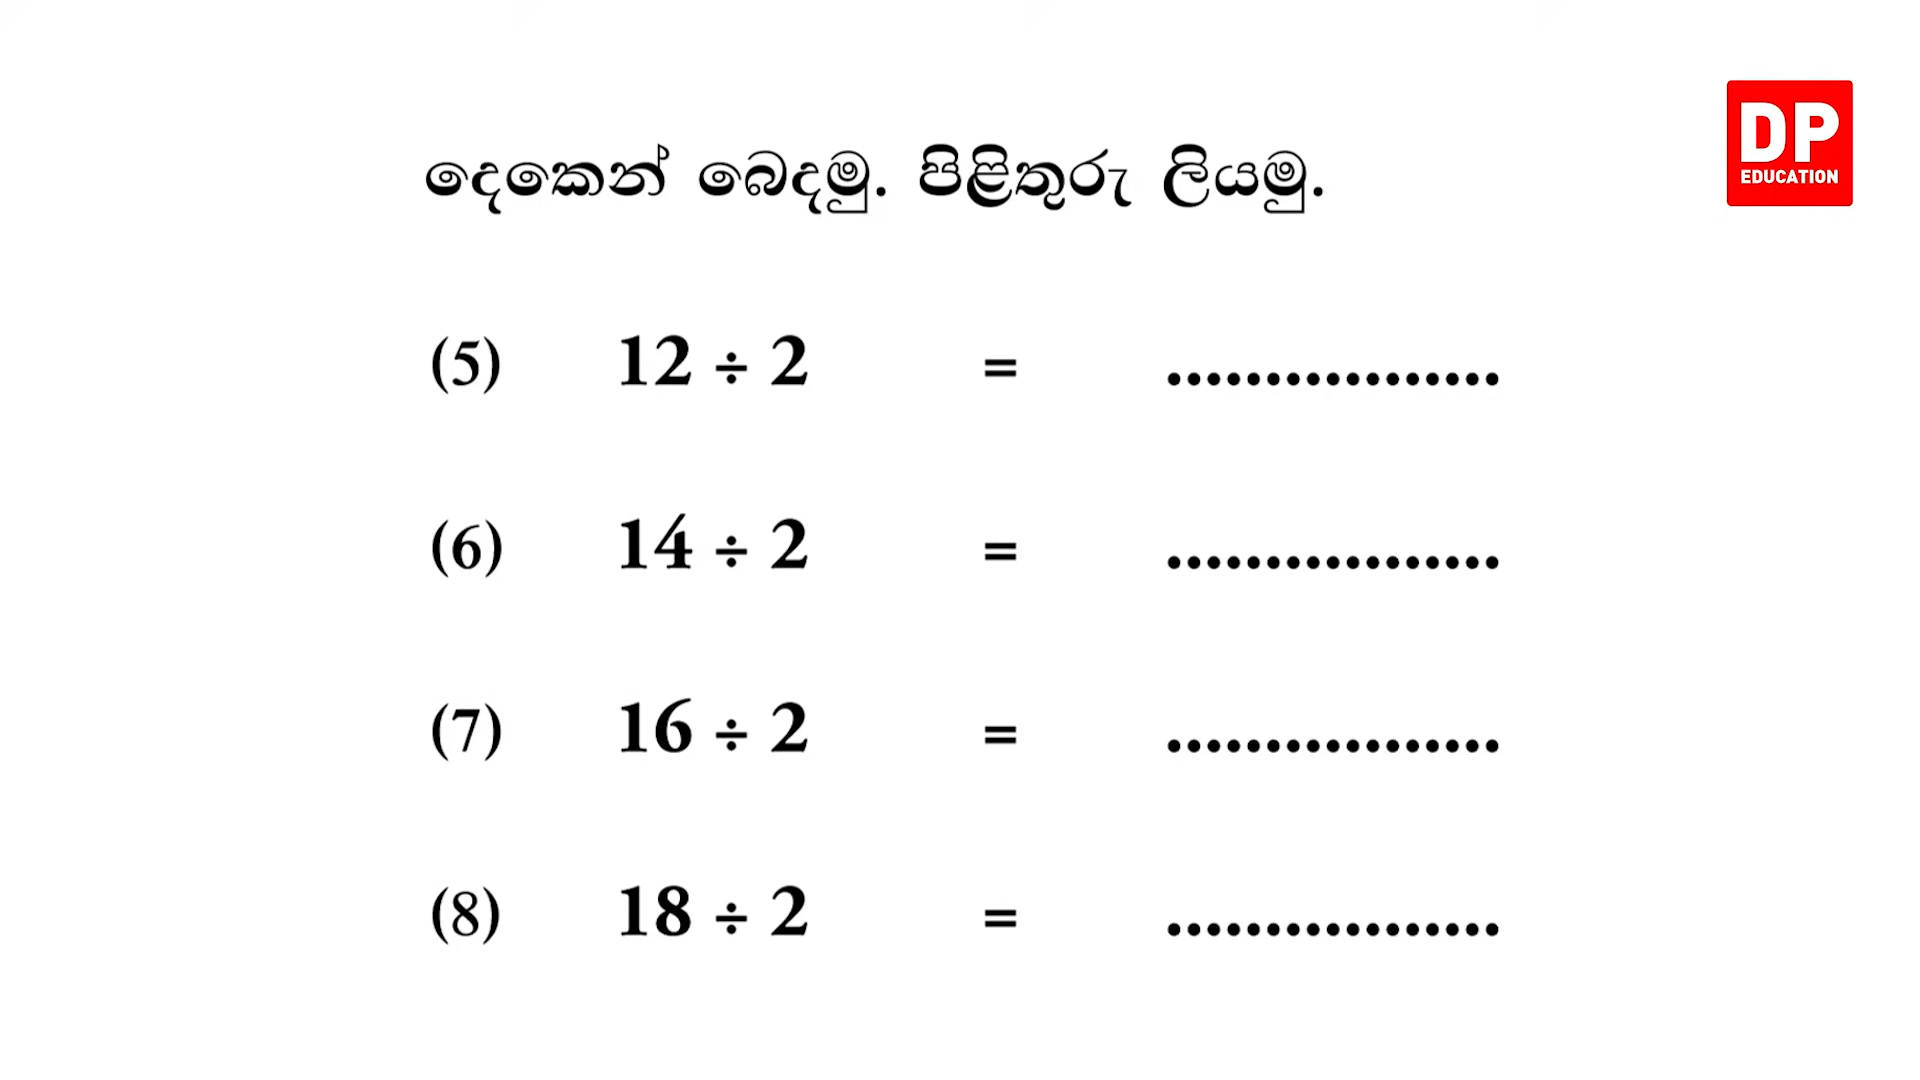 DP
EDUCATION
දෙකෙන් බෙදමු. පිළිතුරු ලියමු.
(5) 12 ÷ 2 = .................
(6) 14 ÷ 2 = .................
(7) 16 ÷ 2 = .................
(8) 18 ÷ 2 = .................